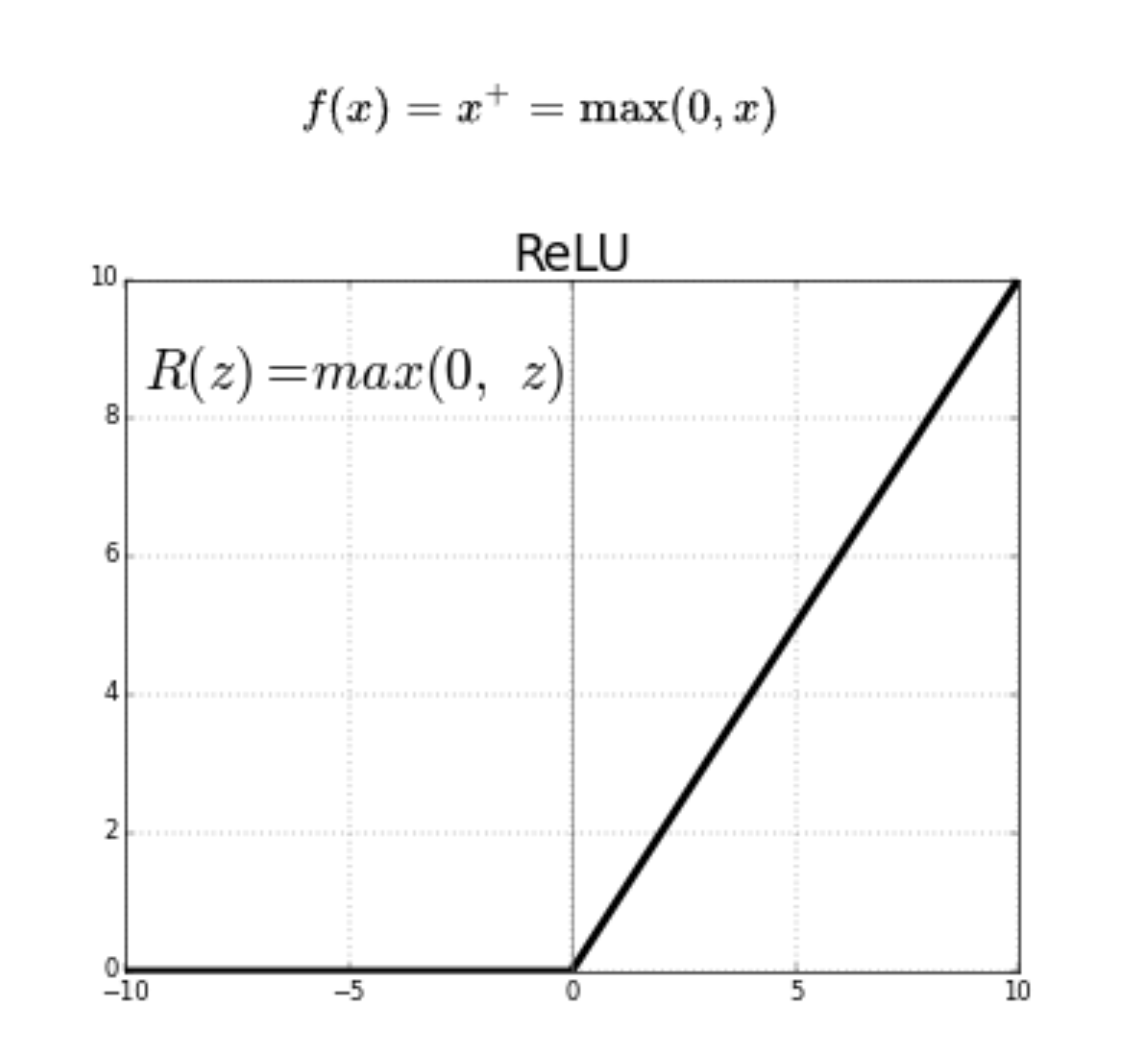 f(x) = x⁺ = max(0, x)
ReLU
10
R(z) =max(0, z)
8
6
4
2
0
−10 −5 0 5 10